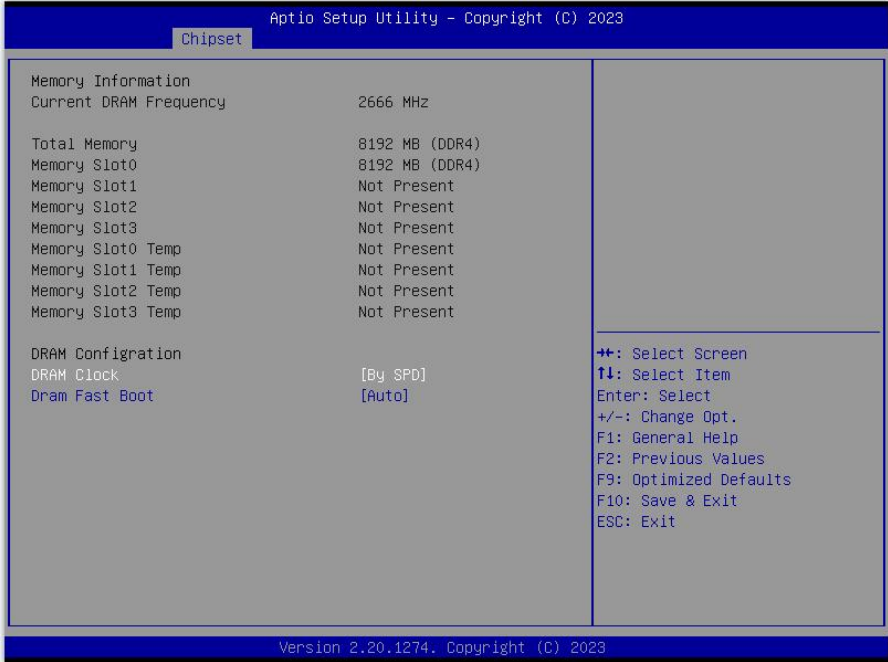 Aptio Setup Utility – Copyright (C) 2023
Chipset
Memory Information
Current DRAM Frequency 2666 MHz
Total Memory 8192 MB (DDR4)
Memory Slot0 8192 MB (DDR4)
Memory Slot1 Not Present
Memory Slot2 Not Present
Memory Slot3 Not Present
Memory Slot0 Temp Not Present
Memory Slot1 Temp Not Present
Memory Slot2 Temp Not Present
Memory Slot3 Temp Not Present
DRAM Configration
DRAM Clock [By SPD]
Dram Fast Boot [Auto]
→←: Select Screen
↑↓: Select Item
Enter: Select
+/-: Change Opt.
F1: General Help
F2: Previous Values
F9: Optimized Defaults
F10: Save & Exit
ESC: Exit
Version 2.20.1274. Copyright (C) 2023